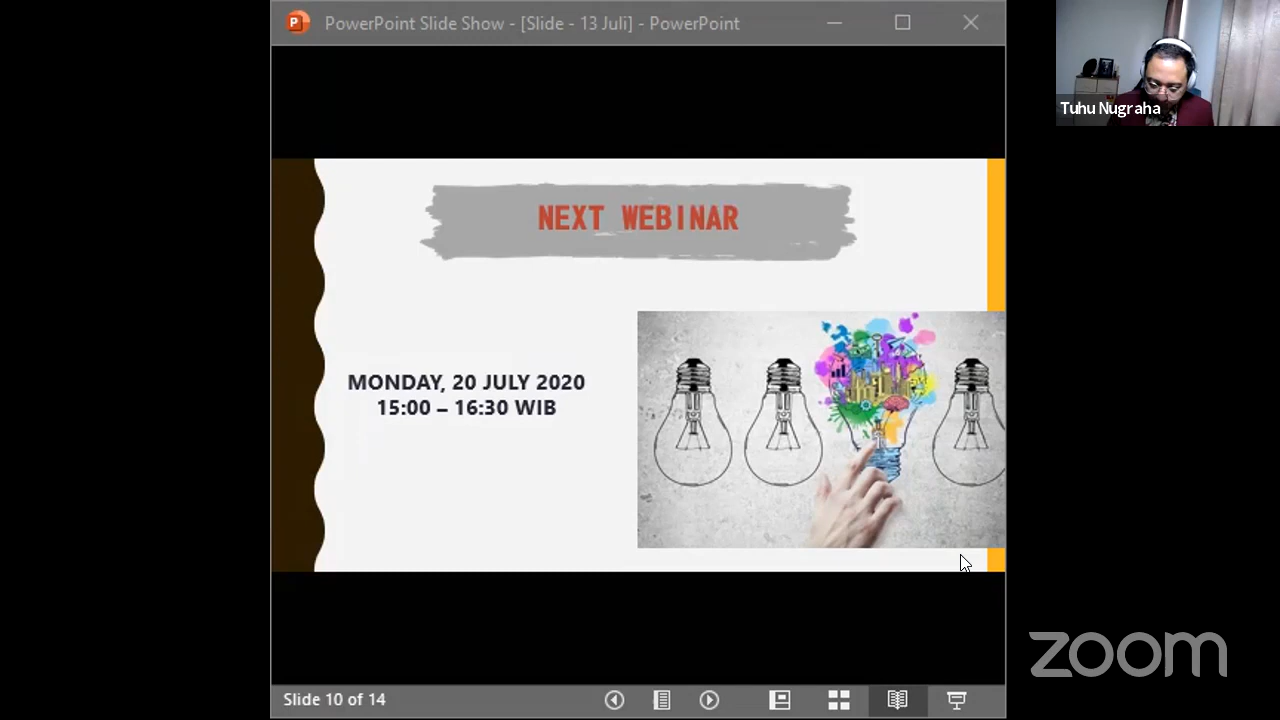 PowerPoint Slide Show - [Slide - 13 Juli] - PowerPoint
Tuhu Nugraha
NEXT WEBINAR
MONDAY, 20 JULY 2020
15:00 – 16:30 WIB
zoom
Slide 10 of 14